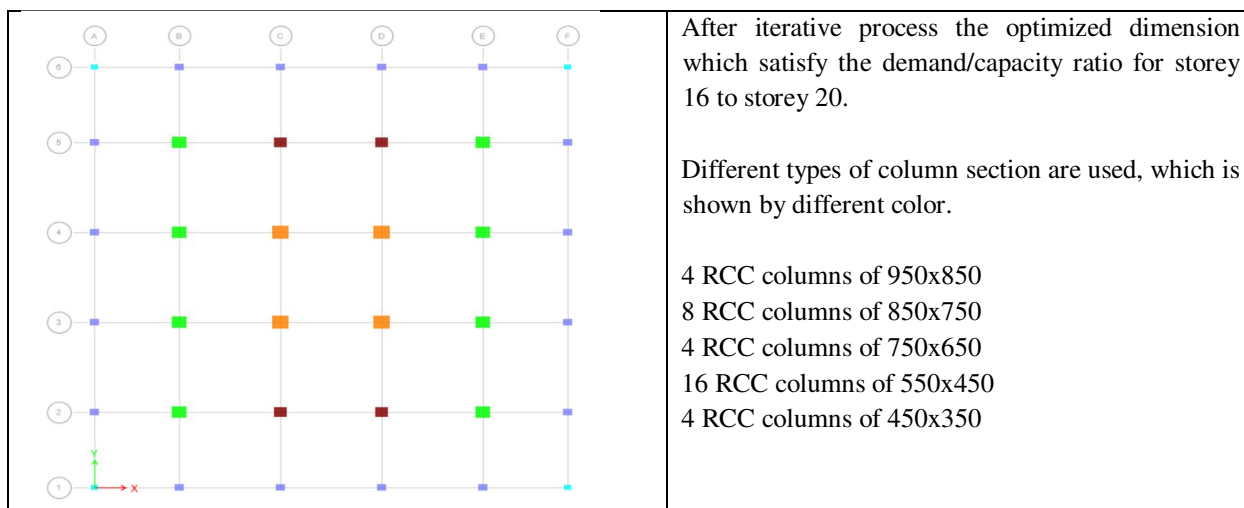 A B C D E F
6
5
4
3
2
Y
1
X
After iterative process the optimized dimension
which satisfy the demand/capacity ratio for storey
16 to storey 20.
Different types of column section are used, which is
shown by different color.
4 RCC columns of 950x850
8 RCC columns of 850x750
4 RCC columns of 750x650
16 RCC columns of 550x450
4 RCC columns of 450x350